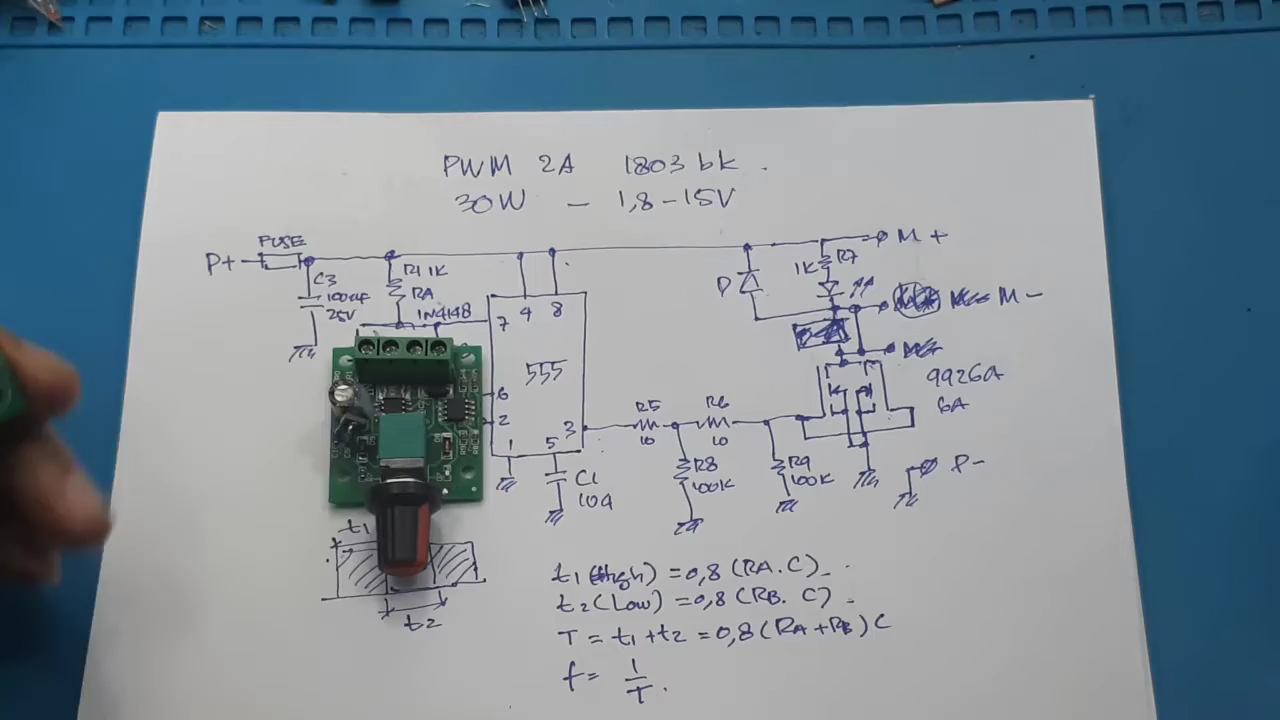 PWM 2A 1803 bk.
30W - 1,8-15V
FUSE
P+
C3
100uF
25V
R1 1K
RA
1N4148
7
4 8
555
6
2
1
5
3
C1
104
R5
10
R6
10
R8
100K
R9
100K
D
1K R7
M +
M -
9926A
6A
P-
t1
t2
t1 (High) = 0,8 (RA. C)
t2 (Low) = 0,8 (RB. C)
T = t1 + t2 = 0,8 (RA + RB) C
f = 1
T.